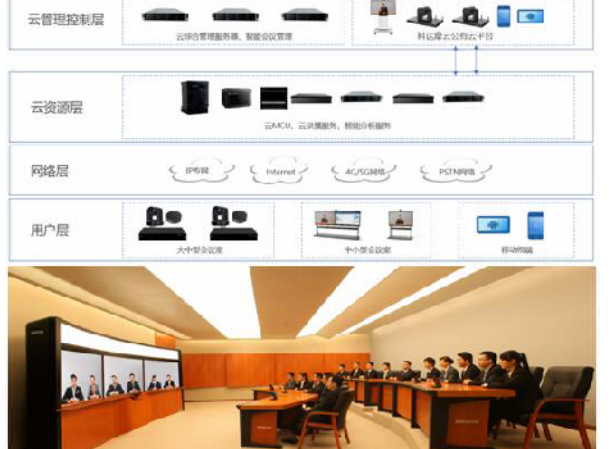 云管理控制层
云综合管理服务器、智能会议管理
科达摩云公有云平台
云资源层
云MCU、云录播服务、智能分析服务
网络层
IP专网
Internet
4G/5G网络
PSTN网络
用户层
大中型会议室
中小型会议室
移动终端